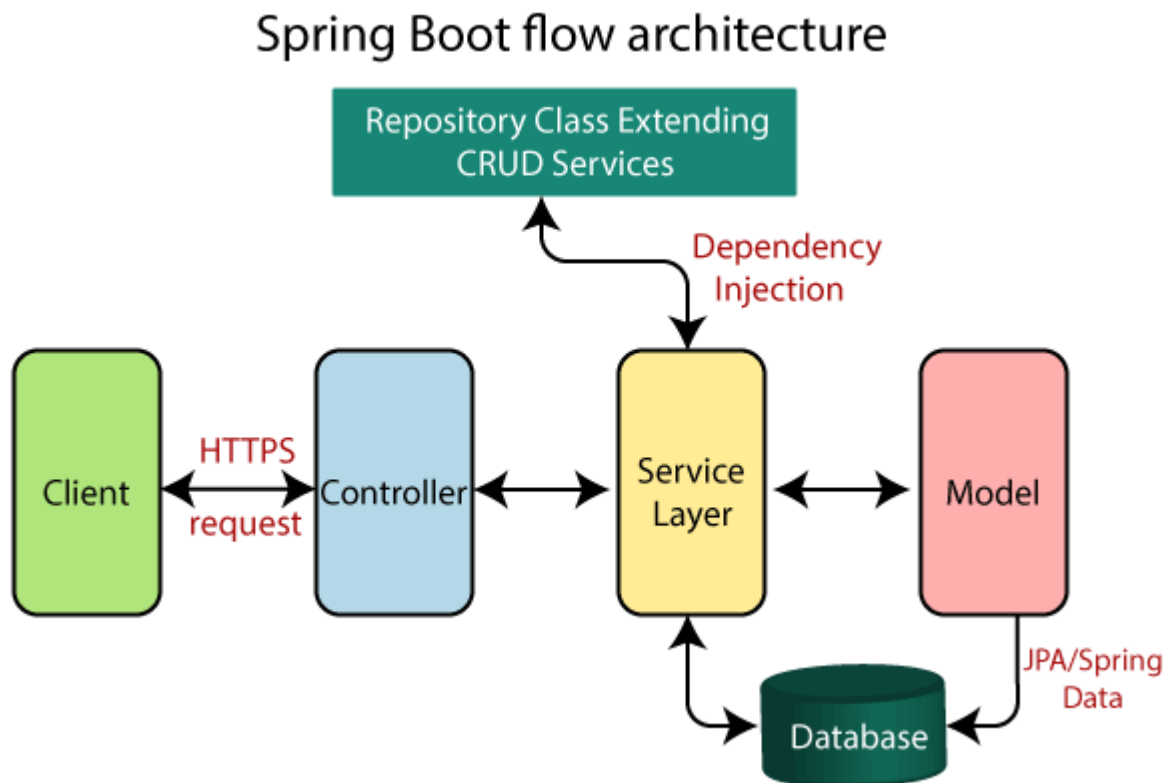 Spring Boot flow architecture
Repository Class Extending
CRUD Services
Dependency
Injection
Client
HTTPS
request
Controller
Service
Layer
Model
JPA/Spring
Data
Database